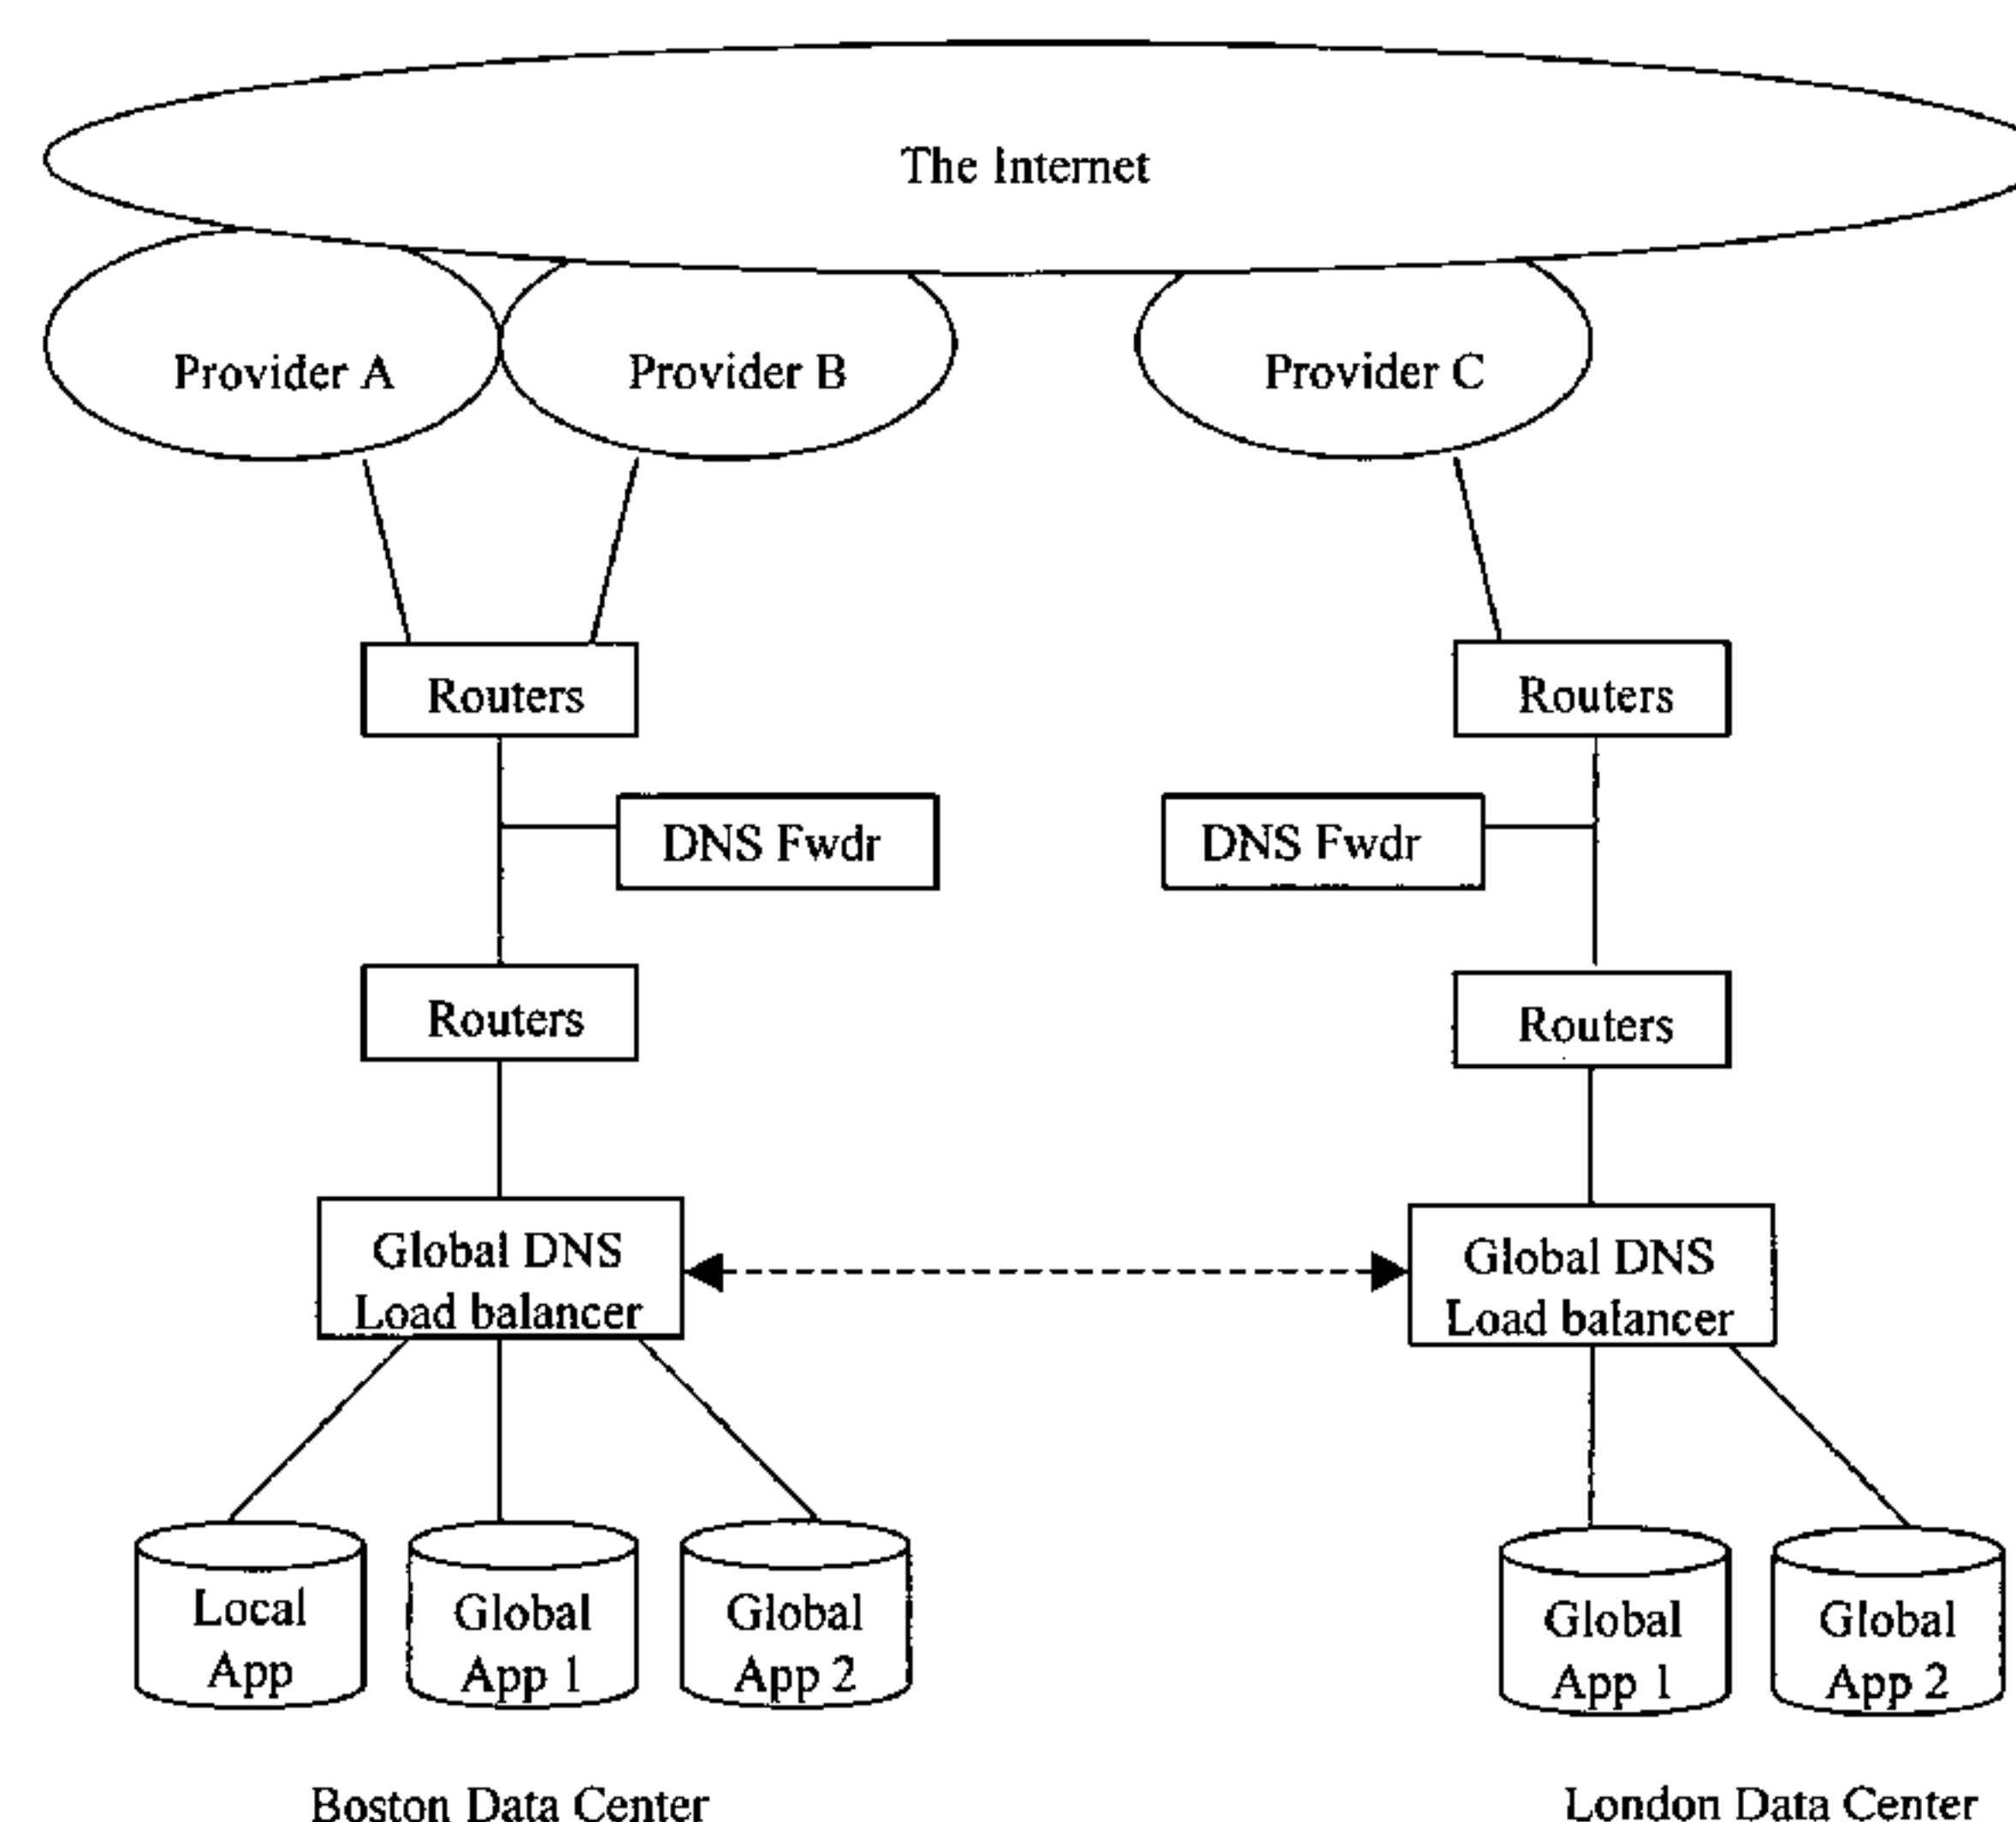 The Internet
Provider A
Provider B
Provider C
Routers
Routers
DNS Fwdr
DNS Fwdr
Routers
Routers
Global DNS
Load balancer
Global DNS
Load balancer
Local
App
Global
App 1
Global
App 2
Global
App 1
Global
App 2
Boston Data Center
London Data Center